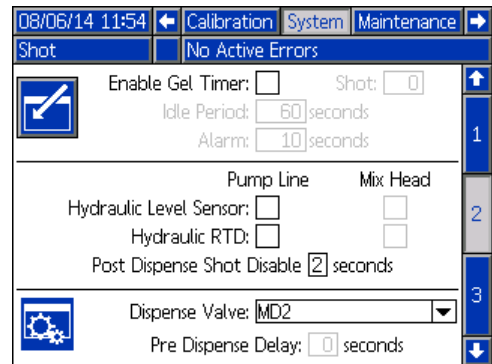 08/06/14 11:54 Calibration System Maintenance
Shot No Active Errors
Enable Gel Timer: Shot: 0
Idle Period: 60 seconds
Alarm: 10 seconds
1
Pump Line Mix Head
Hydraulic Level Sensor:
2
Hydraulic RTD:
Post Dispense Shot Disable 2 seconds
3
Dispense Valve: MD2
Pre Dispense Delay: 0 seconds